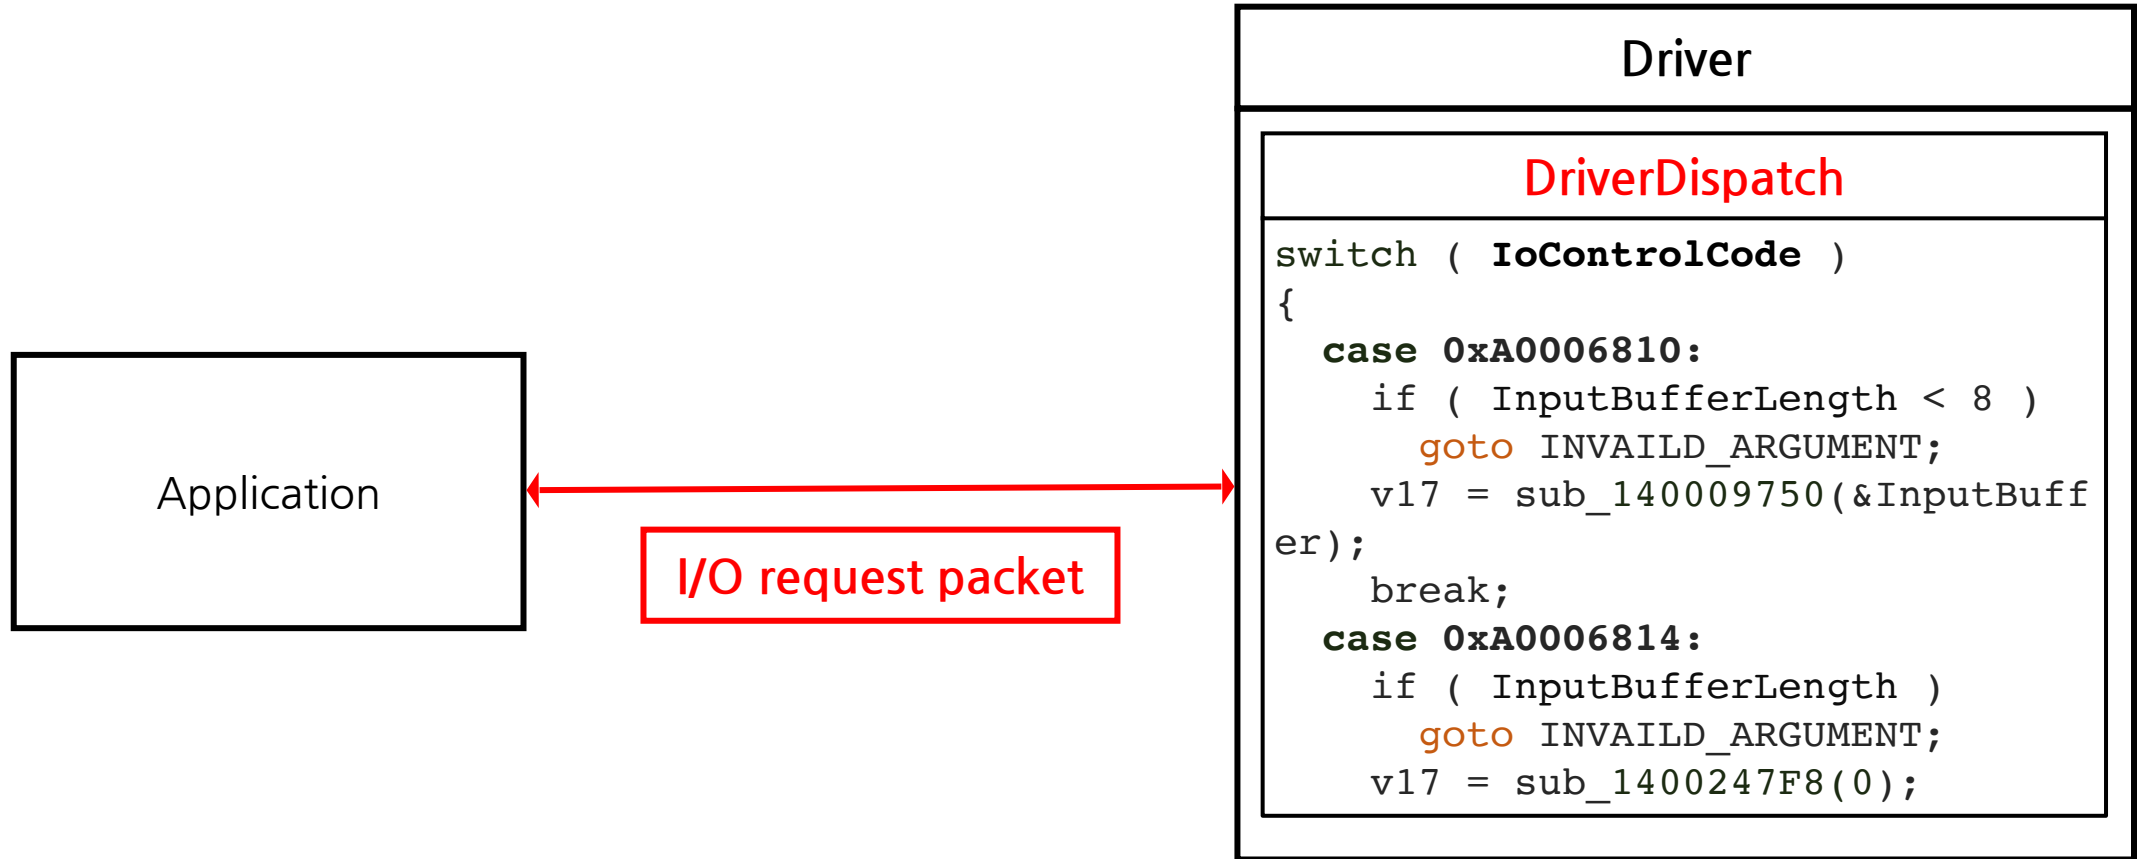 Driver
DriverDispatch
switch ( IoControlCode )
{
case 0xA0006810:
if ( InputBufferLength < 8 )
goto INVAILD_ARGUMENT;
v17 = sub_140009750(&InputBuff
er);
break;
case 0xA0006814:
if ( InputBufferLength )
goto INVAILD_ARGUMENT;
v17 = sub_1400247F8(0);
Application
I/O request packet